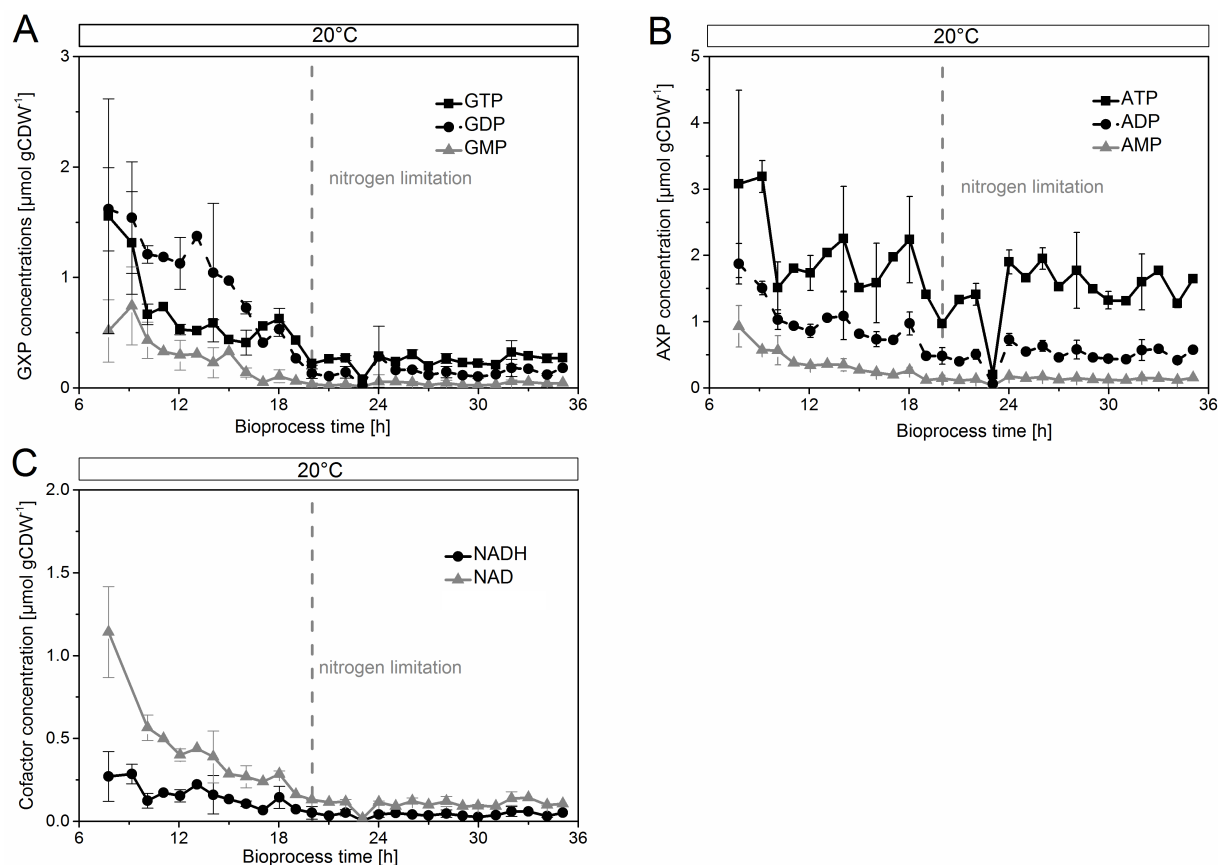 A
20°C
GXP concentrations [µmol gCDW⁻¹]
3
2
1
0
GTP
GDP
GMP
nitrogen limitation
6
12
18
24
30
36
Bioprocess time [h]
B
20°C
AXP concentration [µmol gCDW⁻¹]
5
4
3
2
1
0
ATP
ADP
AMP
nitrogen limitation
6
12
18
24
30
36
Bioprocess time [h]
C
20°C
Cofactor concentration [µmol gCDW⁻¹]
2.0
1.5
1.0
0.5
0.0
NADH
NAD
nitrogen limitation
6
12
18
24
30
36
Bioprocess time [h]